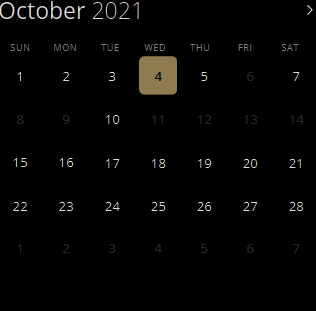 October 2021 >
SUN MON TUE WED THU FRI SAT
1 2 3 4 5 6 7
8 9 10 11 12 13 14
15 16 17 18 19 20 21
22 23 24 25 26 27 28
1 2 3 4 5 6 7